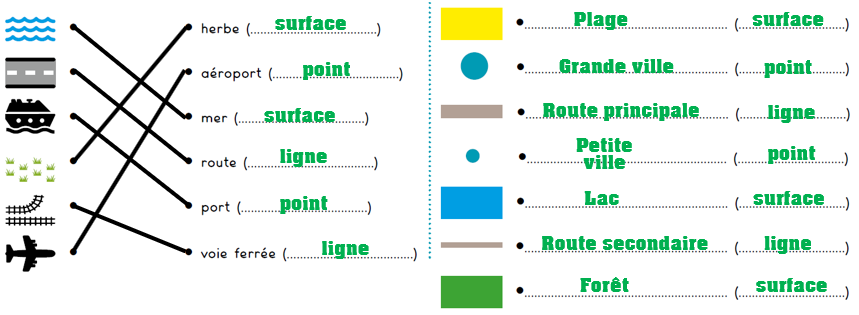 herbe (surface)
aéroport (point)
mer (surface)
route (ligne)
port (point)
voie ferrée (ligne)
• Plage (surface)
• Grande ville (point)
• Route principale (ligne)
• Petite
ville (point)
• Lac (surface)
• Route secondaire (ligne)
• Forêt (surface)